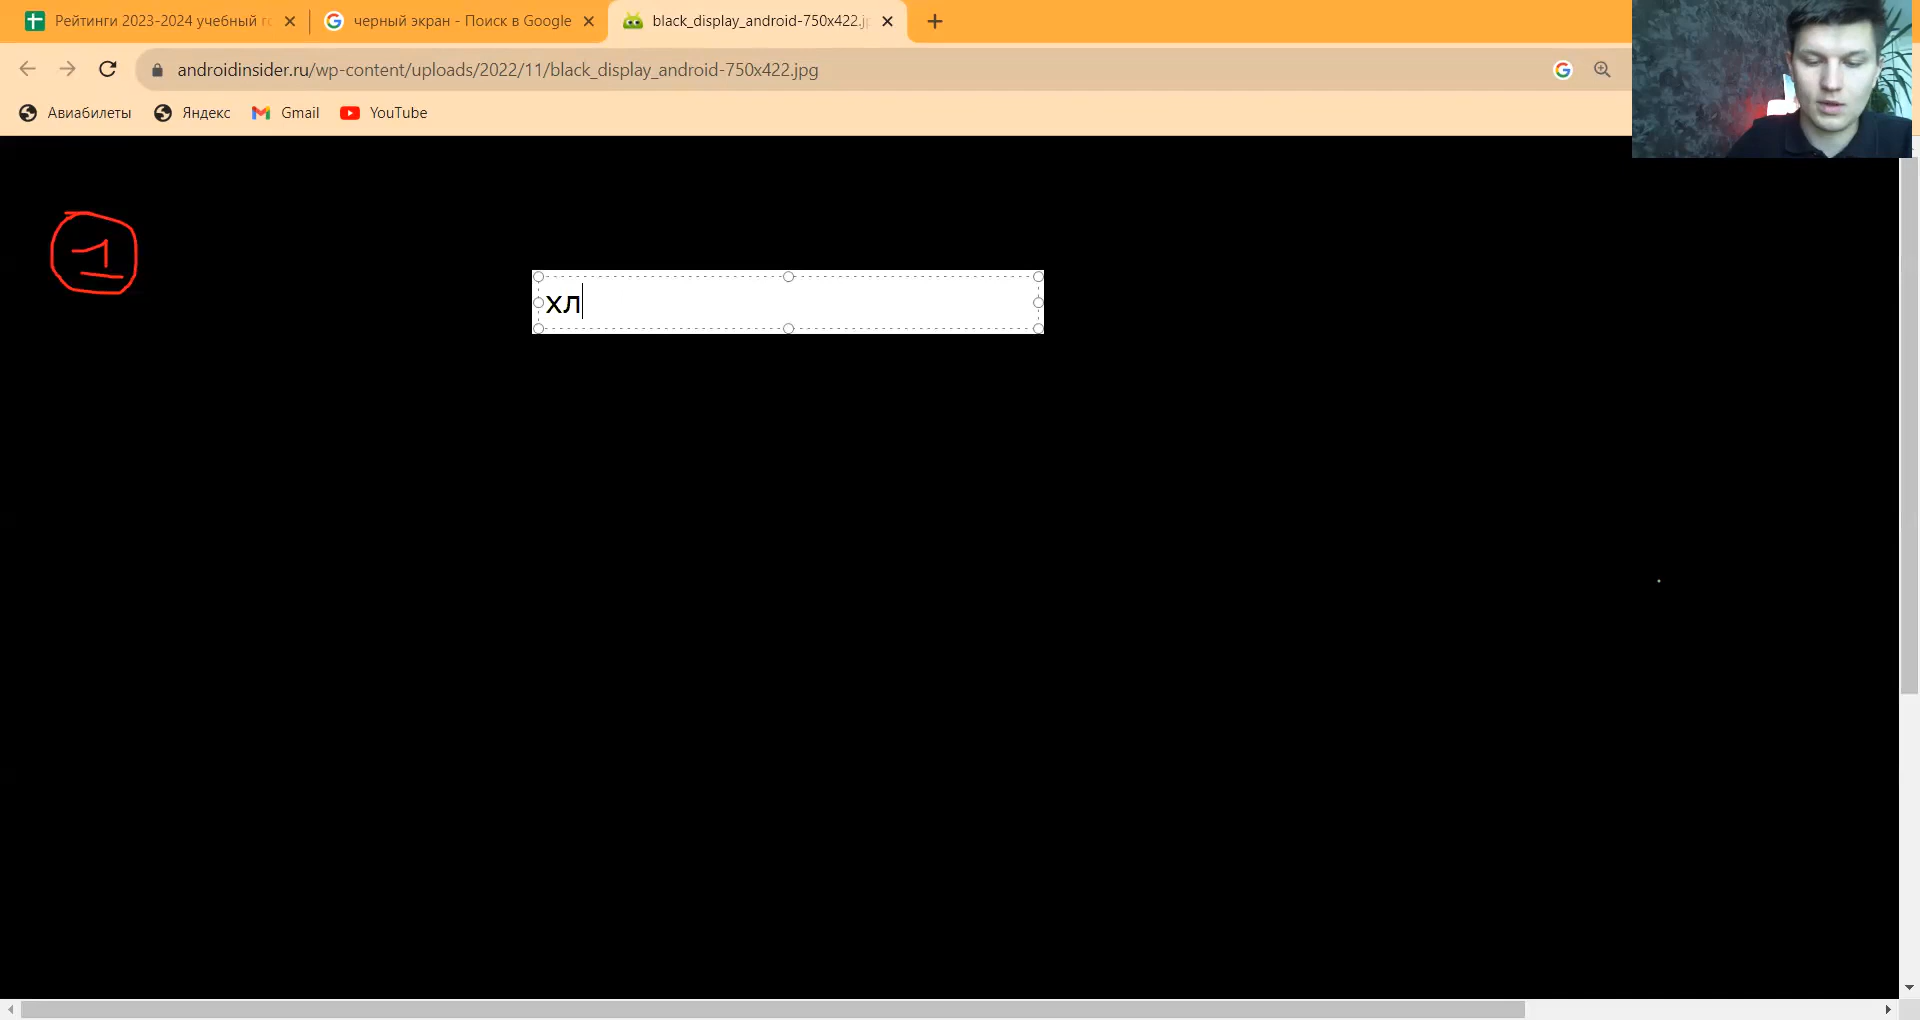 Рейтинги 2023-2024 учебный г
черный экран - Поиск в Google
black_display_android-750x422.j
androidinsider.ru/wp-content/uploads/2022/11/black_display_android-750x422.jpg
Авиабилеты
Яндекс
Gmail
YouTube
1
хл